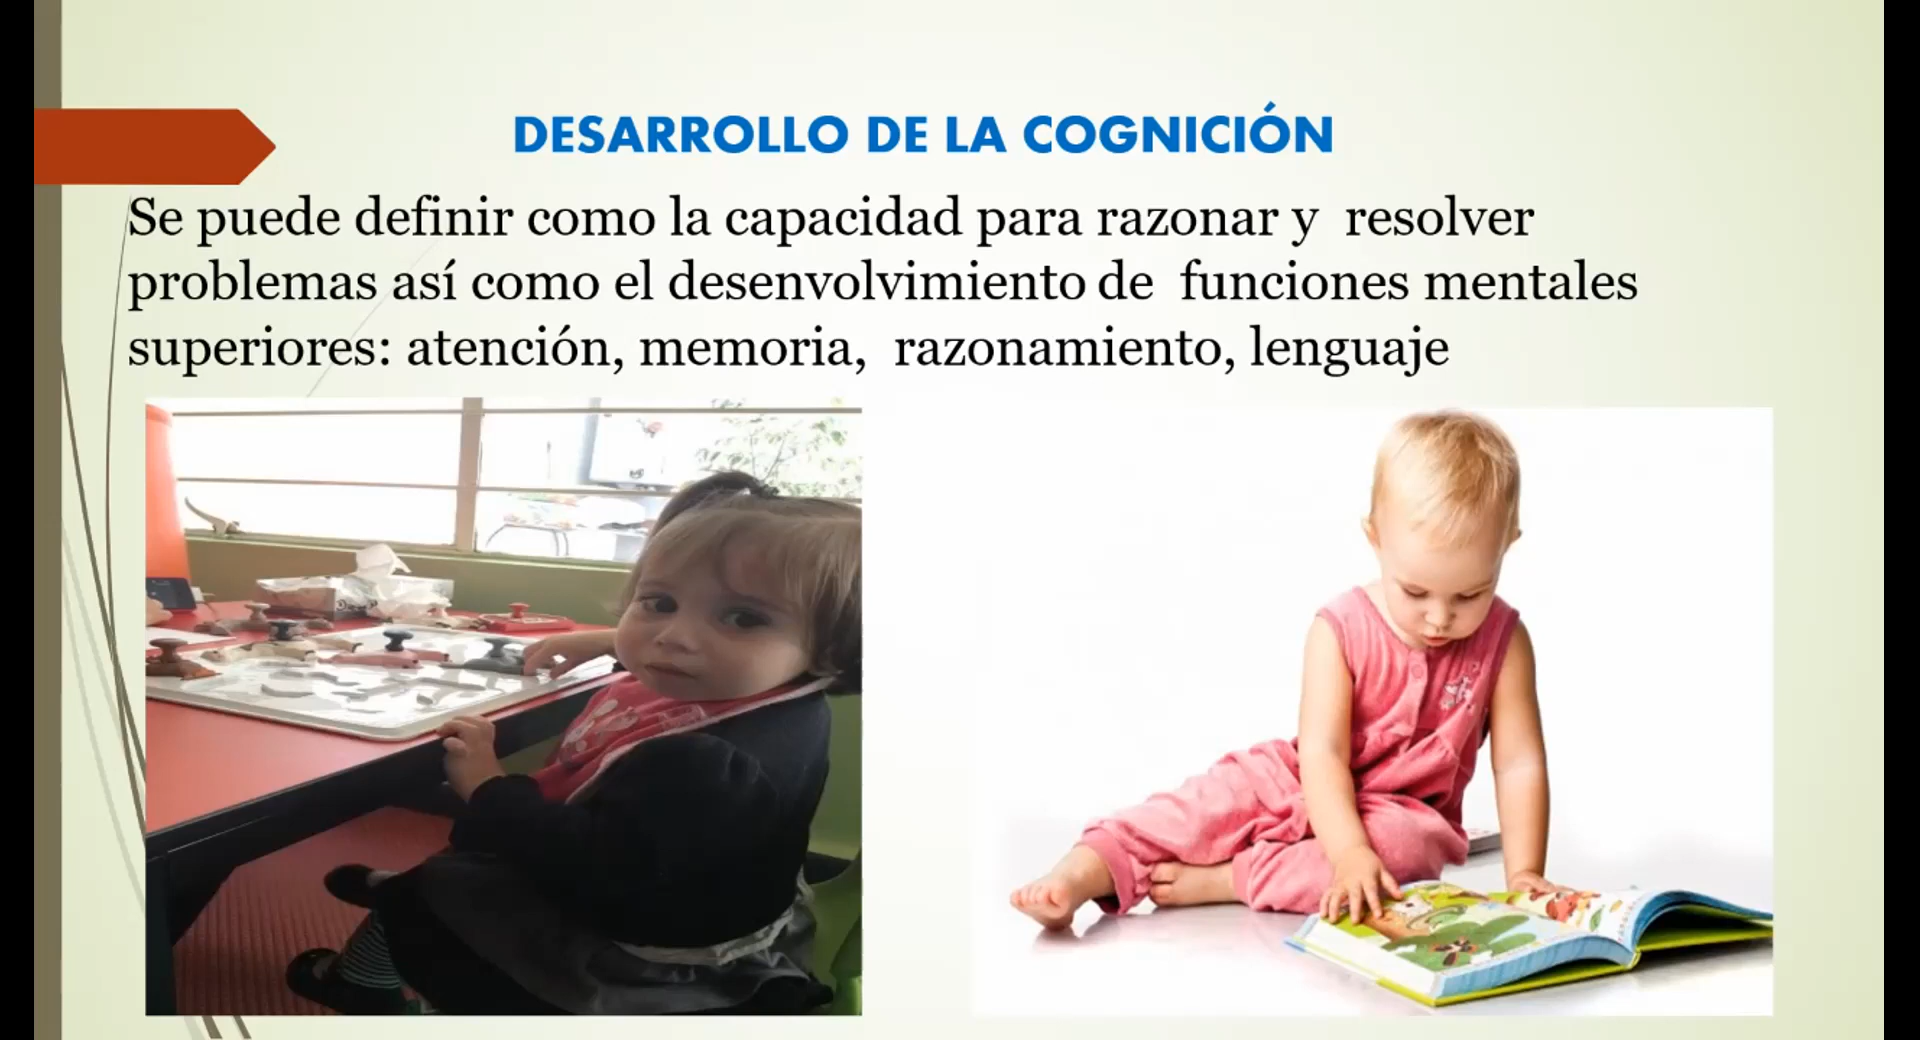 DESARROLLO DE LA COGNICIÓN
Se puede definir como la capacidad para razonar y resolver
problemas así como el desenvolvimiento de funciones mentales
superiores: atención, memoria, razonamiento, lenguaje